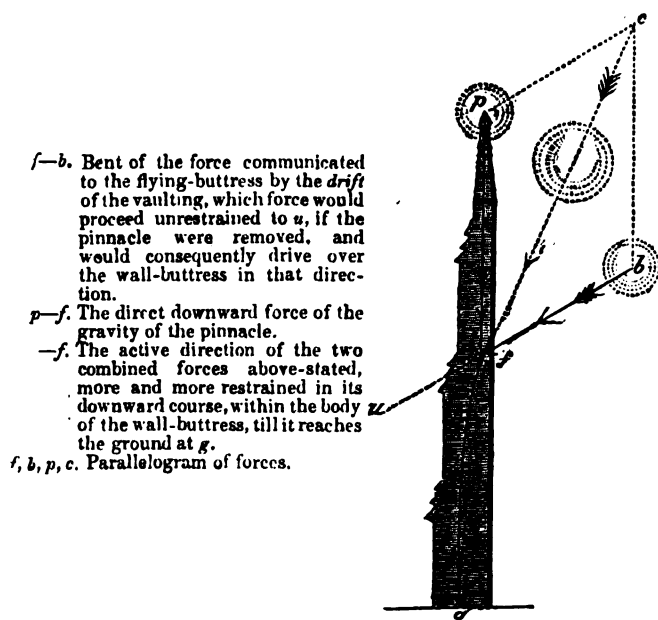 f—b. Bent of the force communicated
to the flying-buttress by the drift
of the vaulting, which force would
proceed unrestrained to u, if the
pinnacle were removed, and
would consequently drive over
the wall-buttress in that direc-
tion.
p—f. The direct downward force of the
gravity of the pinnacle.
—f. The active direction of the two
combined forces above-stated,
more and more restrained in its
downward course, within the body
of the wall-buttress, till it reaches
the ground at g.
f, b, p, c. Parallelogram of forces.
c
p
b
f
u
g